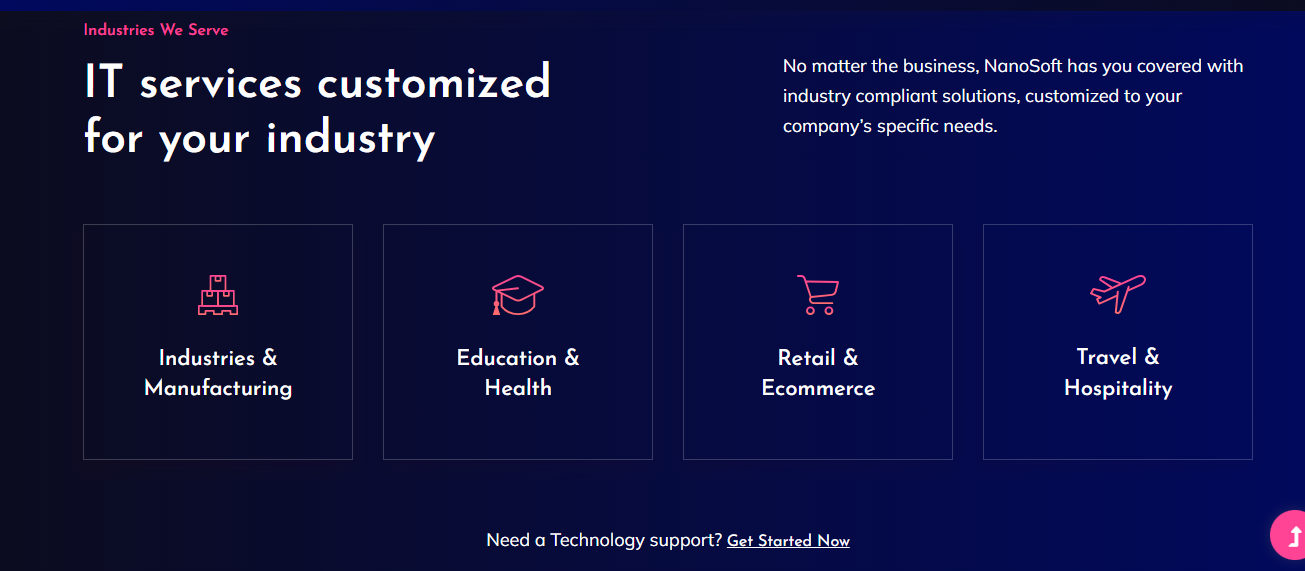 Industries We Serve
IT services customized
for your industry
No matter the business, NanoSoft has you covered with
industry compliant solutions, customized to your
company's specific needs.
Industries &
Manufacturing
Education &
Health
Retail &
Ecommerce
Travel &
Hospitality
Need a Technology support? Get Started Now